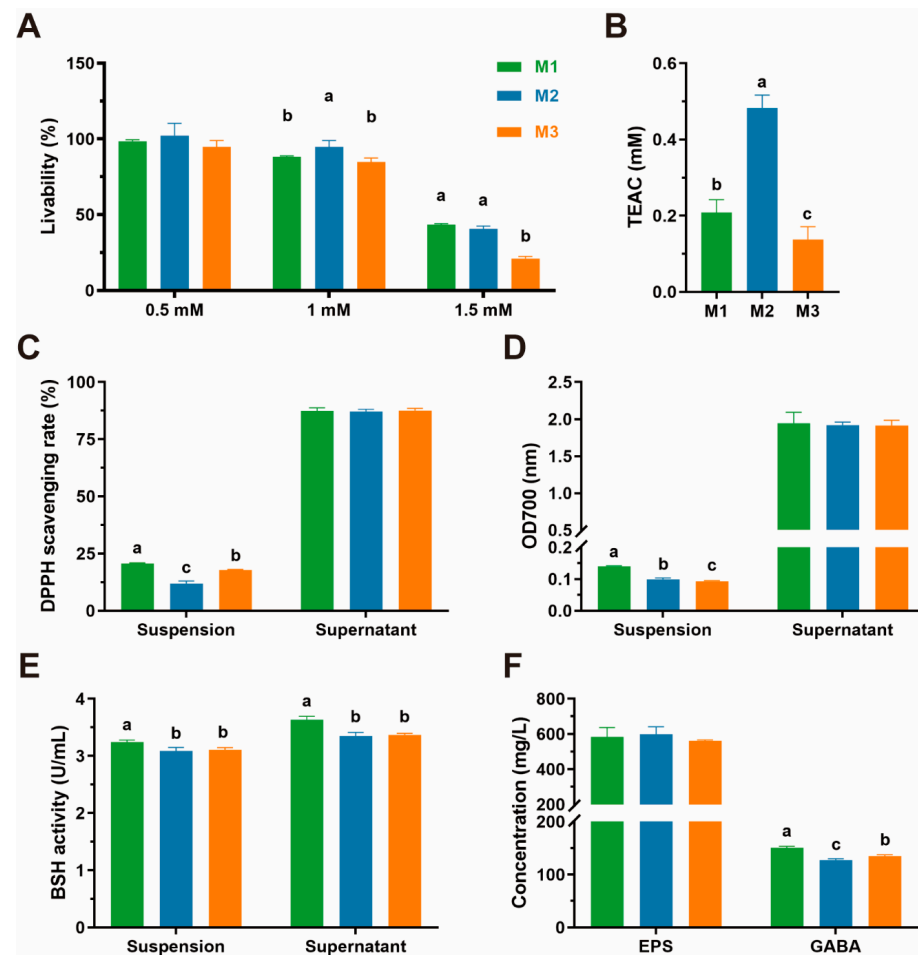 A
Livability (%)
150
100
50
0
b
a
b
a
a
b
0.5 mM
1 mM
1.5 mM
M1
M2
M3
B
TEAC (mM)
0.6
0.4
0.2
0.0
b
a
c
M1
M2
M3
C
DPPH scavenging rate (%)
100
75
50
25
0
a
c
b
Suspension
Supernatant
D
OD700 (nm)
2.5
2.0
1.5
1.0
0.5
0.2
0.1
0.0
a
b
c
Suspension
Supernatant
E
BSH activity (U/mL)
4
3
2
1
0
a
b
b
a
b
b
Suspension
Supernatant
F
Concentration (mg/L)
800
600
400
200
200
100
0
a
c
b
EPS
GABA